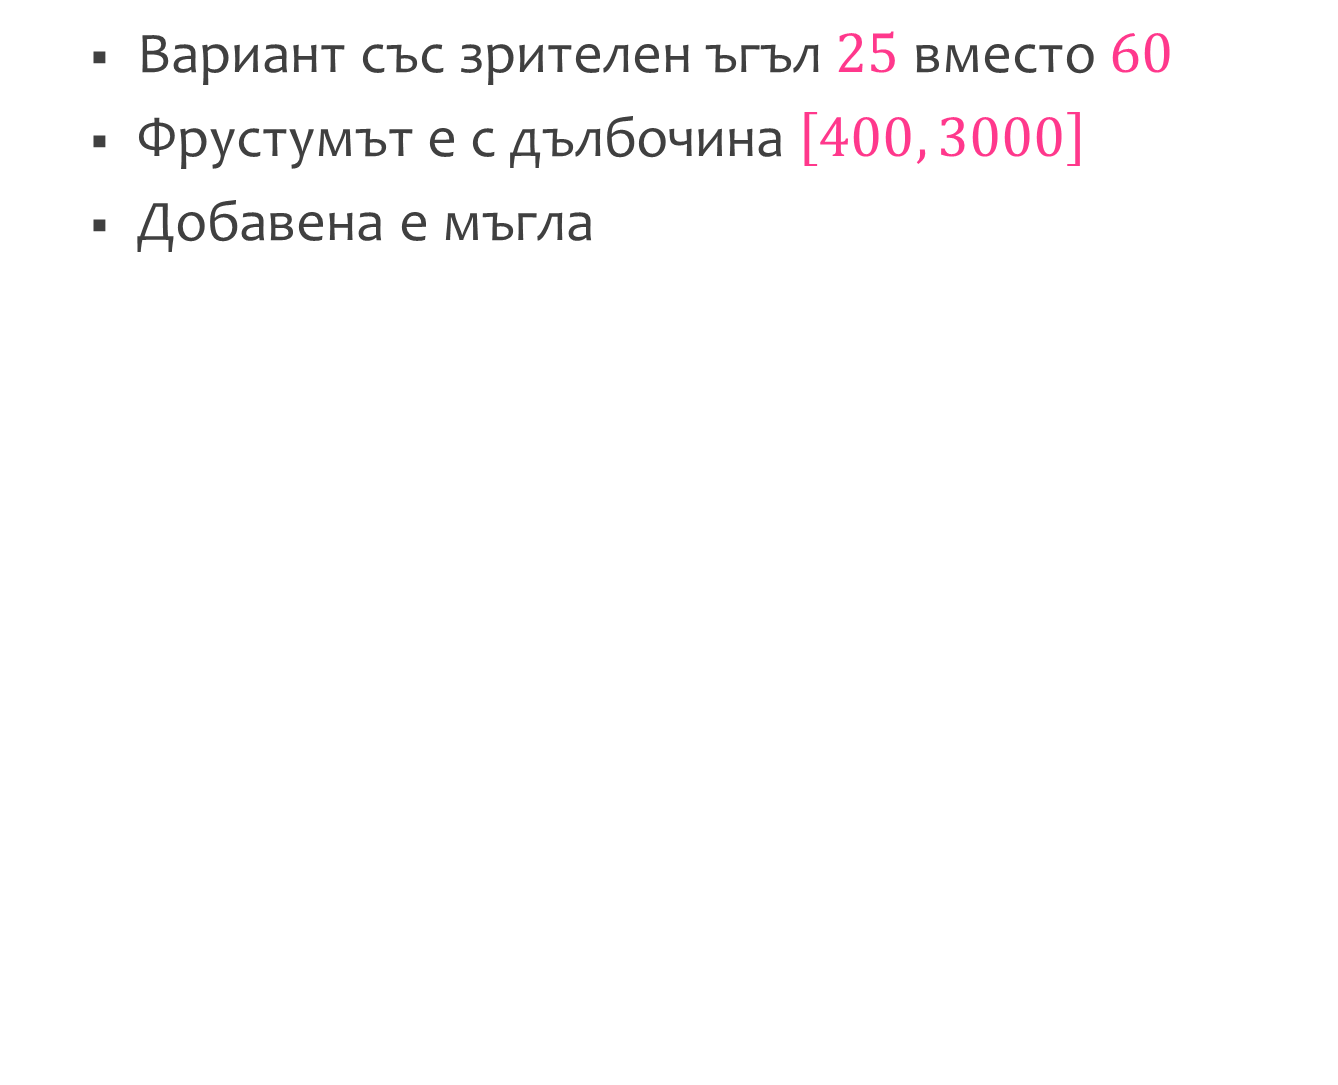 ▪ Вариант със зрителен ъгъл 25 вместо 60
▪ Фрустумът е с дълбочина [400, 3000]
▪ Добавена е мъгла